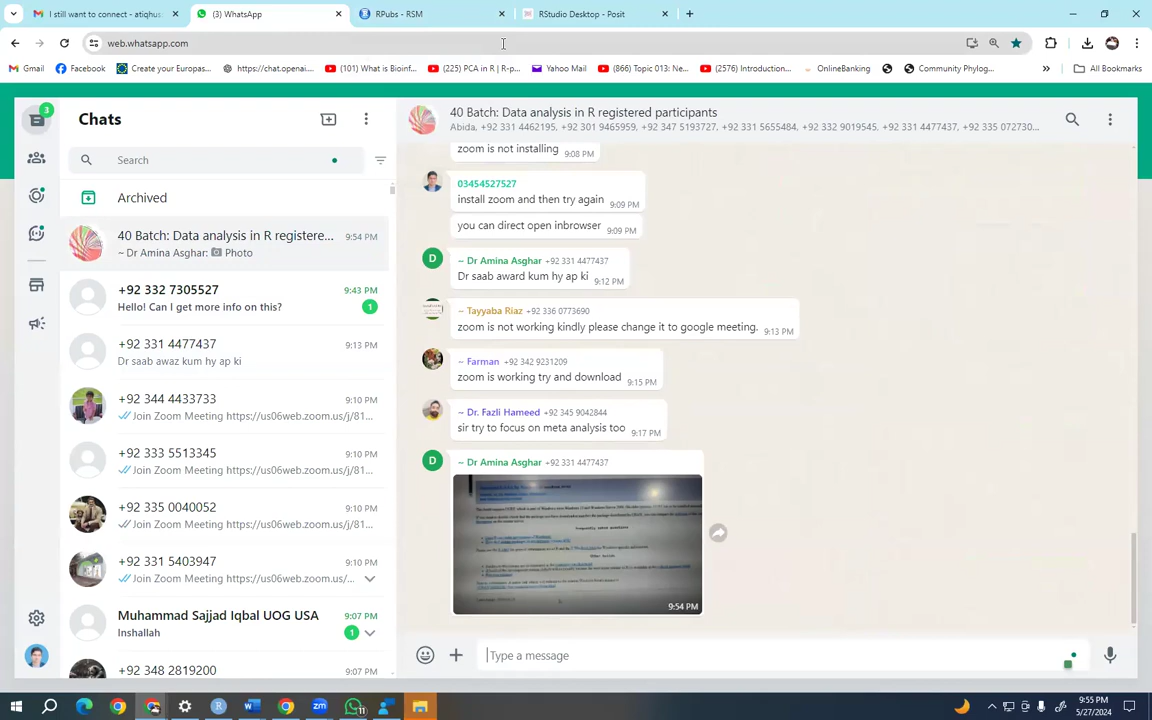 I still want to connect - atiqhus
(3) WhatsApp
RPubs - RSM
RStudio Desktop - Posit
web.whatsapp.com
Gmail
Facebook
Create your Europas...
https://chat.openai....
(101) What is Bioinf...
(225) PCA in R | R-p...
Yahoo Mail
(866) Topic 013: Ne...
(2576) Introduction...
OnlineBanking
Community Phylog...
All Bookmarks
3
Chats
Search
Archived
40 Batch: Data analysis in R registere...
9:54 PM
~ Dr Amina Asghar: Photo
+92 332 7305527
9:43 PM
Hello! Can I get more info on this?
1
+92 331 4477437
9:13 PM
Dr saab awaz kum hy ap ki
+92 344 4433733
9:10 PM
Join Zoom Meeting https://us06web.zoom.us/j/81...
+92 333 5513345
9:10 PM
Join Zoom Meeting https://us06web.zoom.us/j/81...
+92 335 0040052
9:10 PM
Join Zoom Meeting https://us06web.zoom.us/j/81...
+92 331 5403947
9:10 PM
Join Zoom Meeting https://us06web.zoom.us/...
Muhammad Sajjad Iqbal UOG USA
9:07 PM
Inshallah
1
+92 348 2819200
9:07 PM
40 Batch: Data analysis in R registered participants
Abida, +92 331 4462195, +92 301 9465959, +92 347 5193727, +92 331 5655484, +92 332 9019545, +92 331 4477437, +92 335 072730...
zoom is not installing
9:08 PM
03454527527
install zoom and then try again
9:09 PM
you can direct open inbrowser
9:09 PM
D
~ Dr Amina Asghar +92 331 4477437
Dr saab award kum hy ap ki
9:12 PM
~ Tayyaba Riaz +92 336 0773690
zoom is not working kindly please change it to google meeting.
9:13 PM
~ Farman +92 342 9231209
zoom is working try and download
9:15 PM
~ Dr. Fazli Hameed +92 345 9042844
sir try to focus on meta analysis too
9:17 PM
D
~ Dr Amina Asghar +92 331 4477437
9:54 PM
Type a message
9:55 PM
5/27/2024